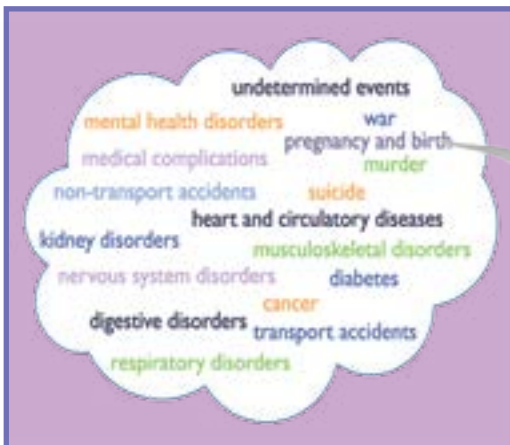 undetermined events
mental health disorders
war
pregnancy and birth
medical complications
murder
non-transport accidents
suicide
heart and circulatory diseases
kidney disorders
musculoskeletal disorders
nervous system disorders
diabetes
cancer
digestive disorders
transport accidents
respiratory disorders